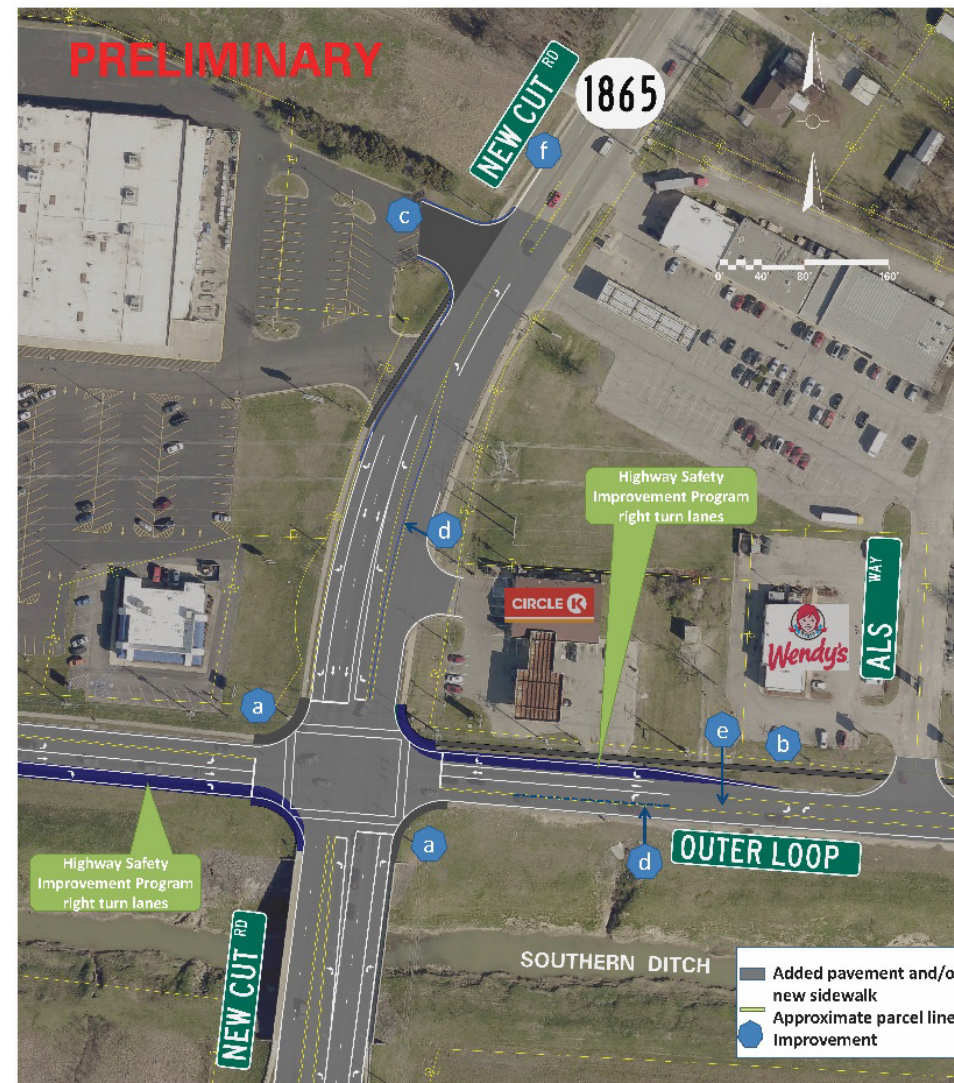 PRELIMINARY
NEW CUT RD
1865
f
c
0'
40'
80'
160'
Highway Safety
Improvement Program
right turn lanes
d
CIRCLE K
Wendy's
ALS WAY
a
e
b
a
d
OUTER LOOP
Highway Safety
Improvement Program
right turn lanes
NEW CUT RD
SOUTHERN DITCH
Added pavement and/o
new sidewalk
Approximate parcel line
Improvement